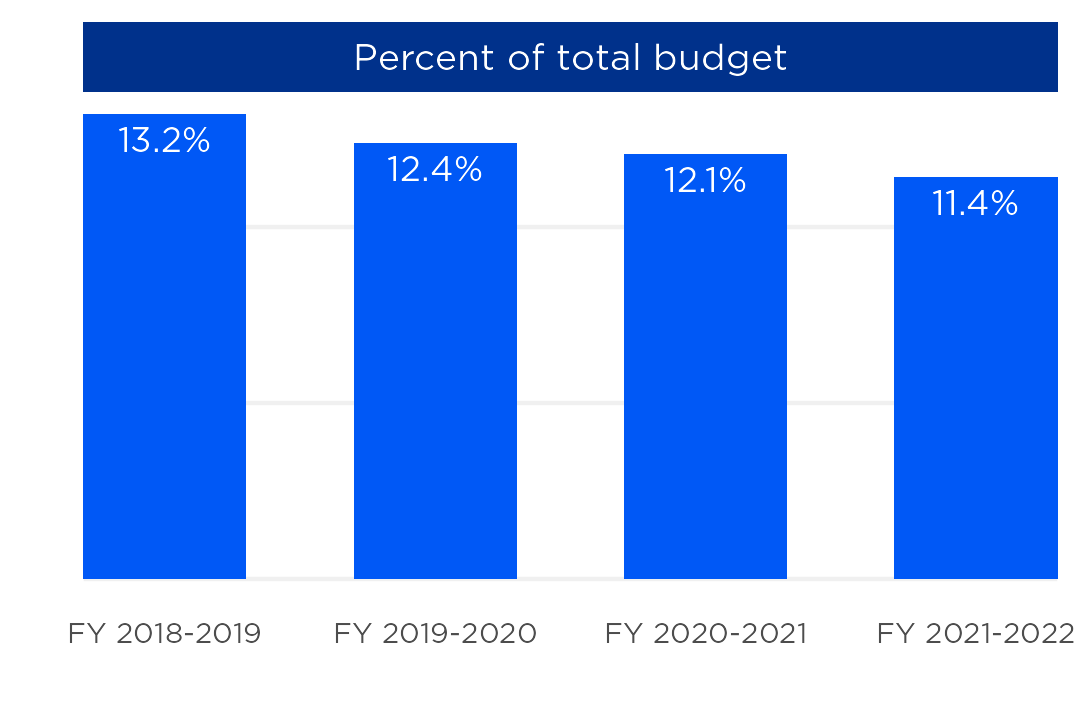 Percent of total budget
13.2%
12.4%
12.1%
11.4%
FY 2018-2019
FY 2019-2020
FY 2020-2021
FY 2021-2022